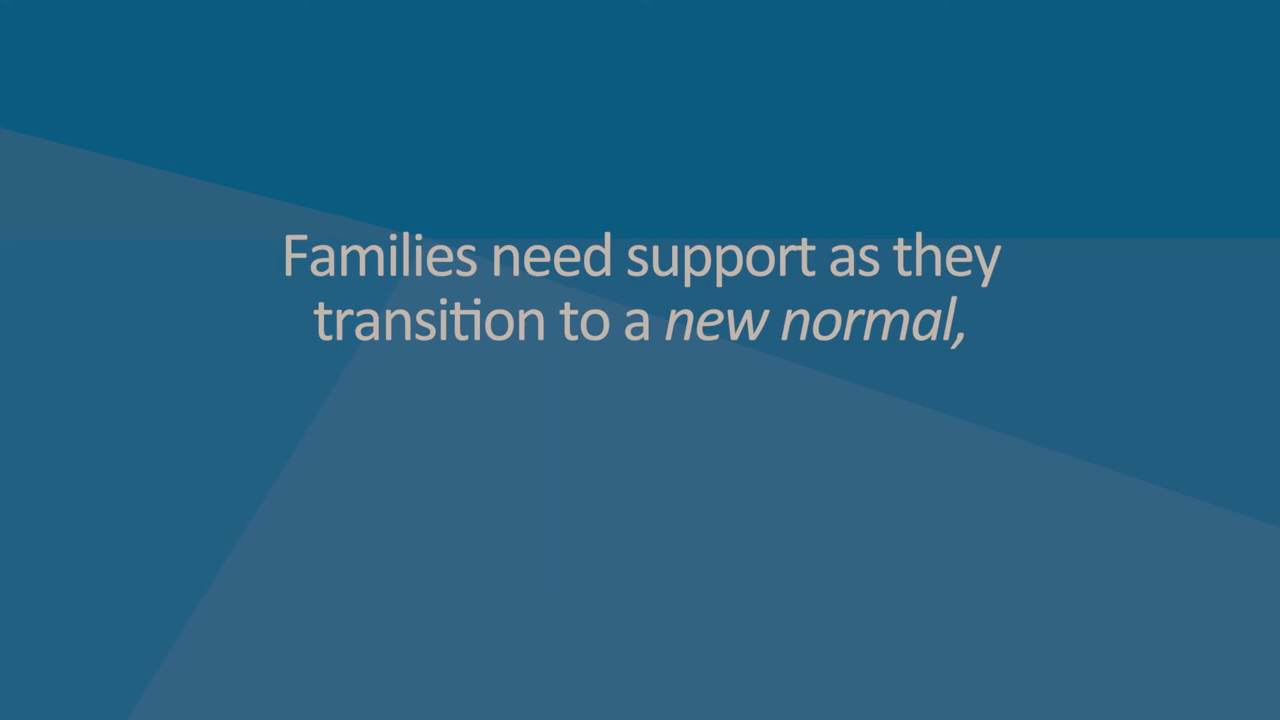 Families need support as they
transition to a new normal,